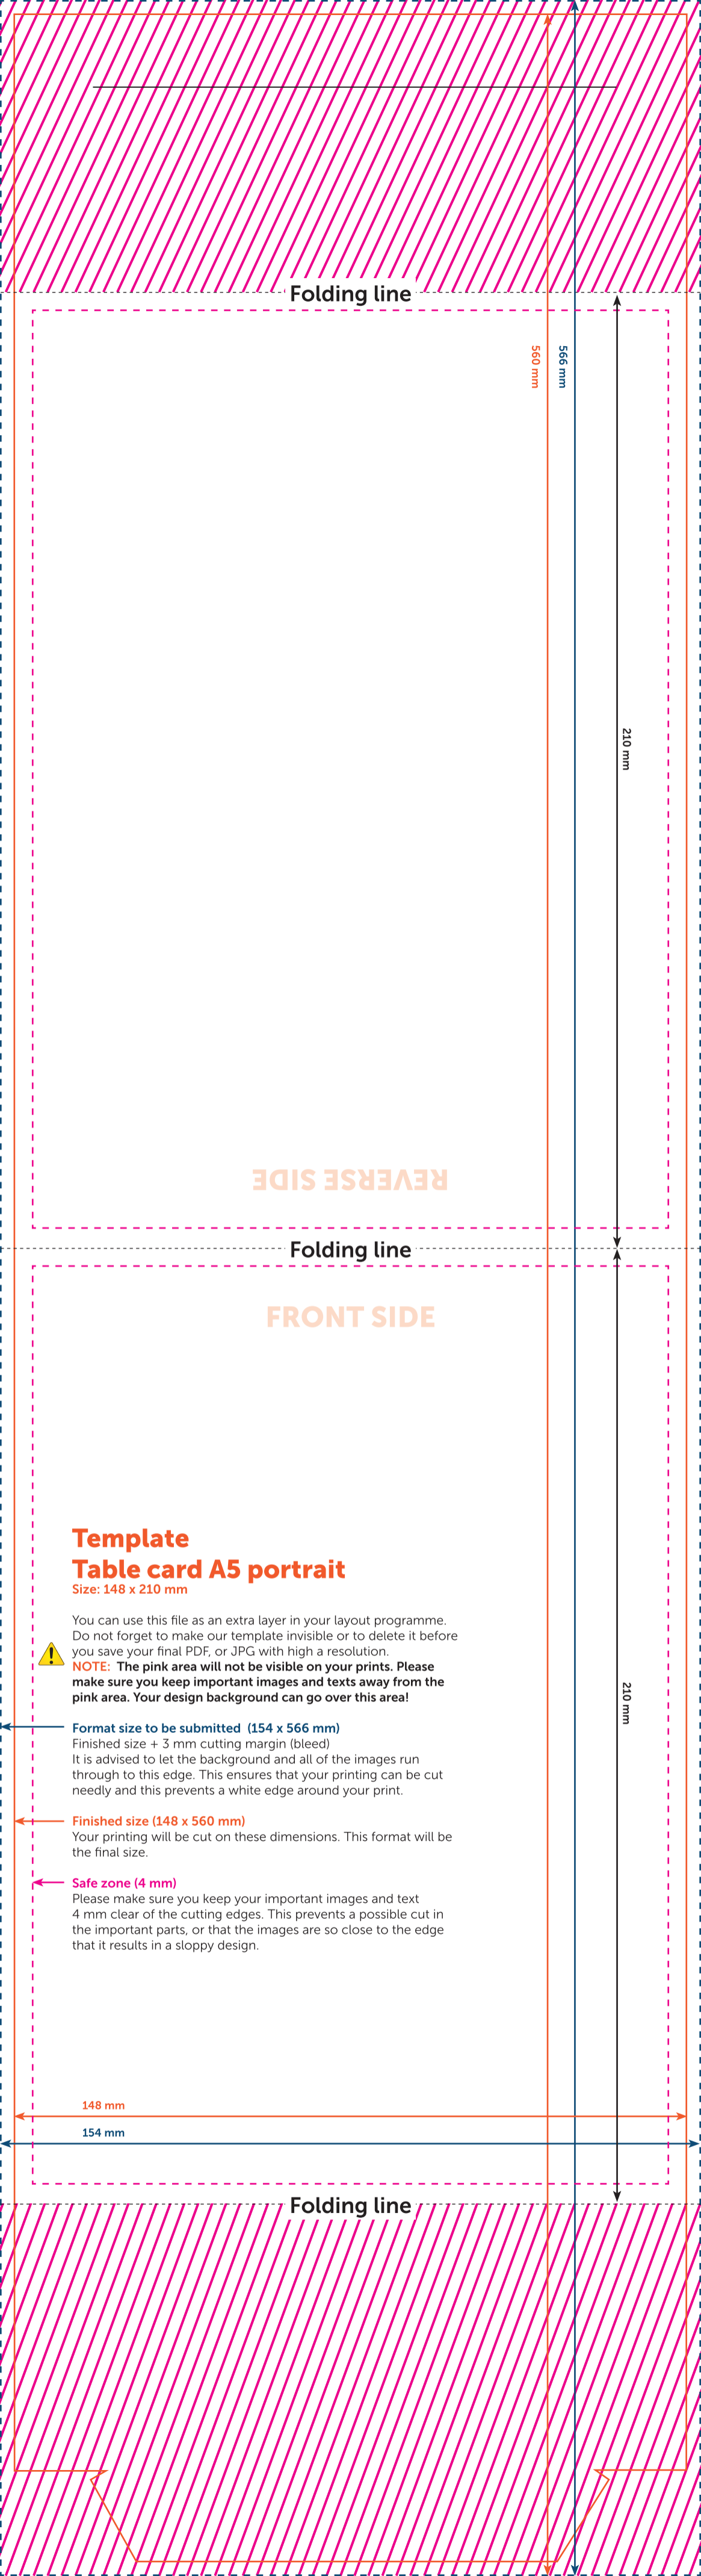 Folding line
560 mm
566 mm
210 mm
REVERSE SIDE
Folding line
FRONT SIDE
Template
Table card A5 portrait
Size: 148 x 210 mm
You can use this file as an extra layer in your layout programme.
Do not forget to make our template invisible or to delete it before
you save your final PDF, or JPG with high a resolution.
NOTE: The pink area will not be visible on your prints. Please
make sure you keep important images and texts away from the
pink area. Your design background can go over this area!
210 mm
Format size to be submitted (154 x 566 mm)
Finished size + 3 mm cutting margin (bleed)
It is advised to let the background and all of the images run
through to this edge. This ensures that your printing can be cut
needly and this prevents a white edge around your print.
Finished size (148 x 560 mm)
Your printing will be cut on these dimensions. This format will be
the final size.
Safe zone (4 mm)
Please make sure you keep your important images and text
4 mm clear of the cutting edges. This prevents a possible cut in
the important parts, or that the images are so close to the edge
that it results in a sloppy design.
148 mm
154 mm
Folding line